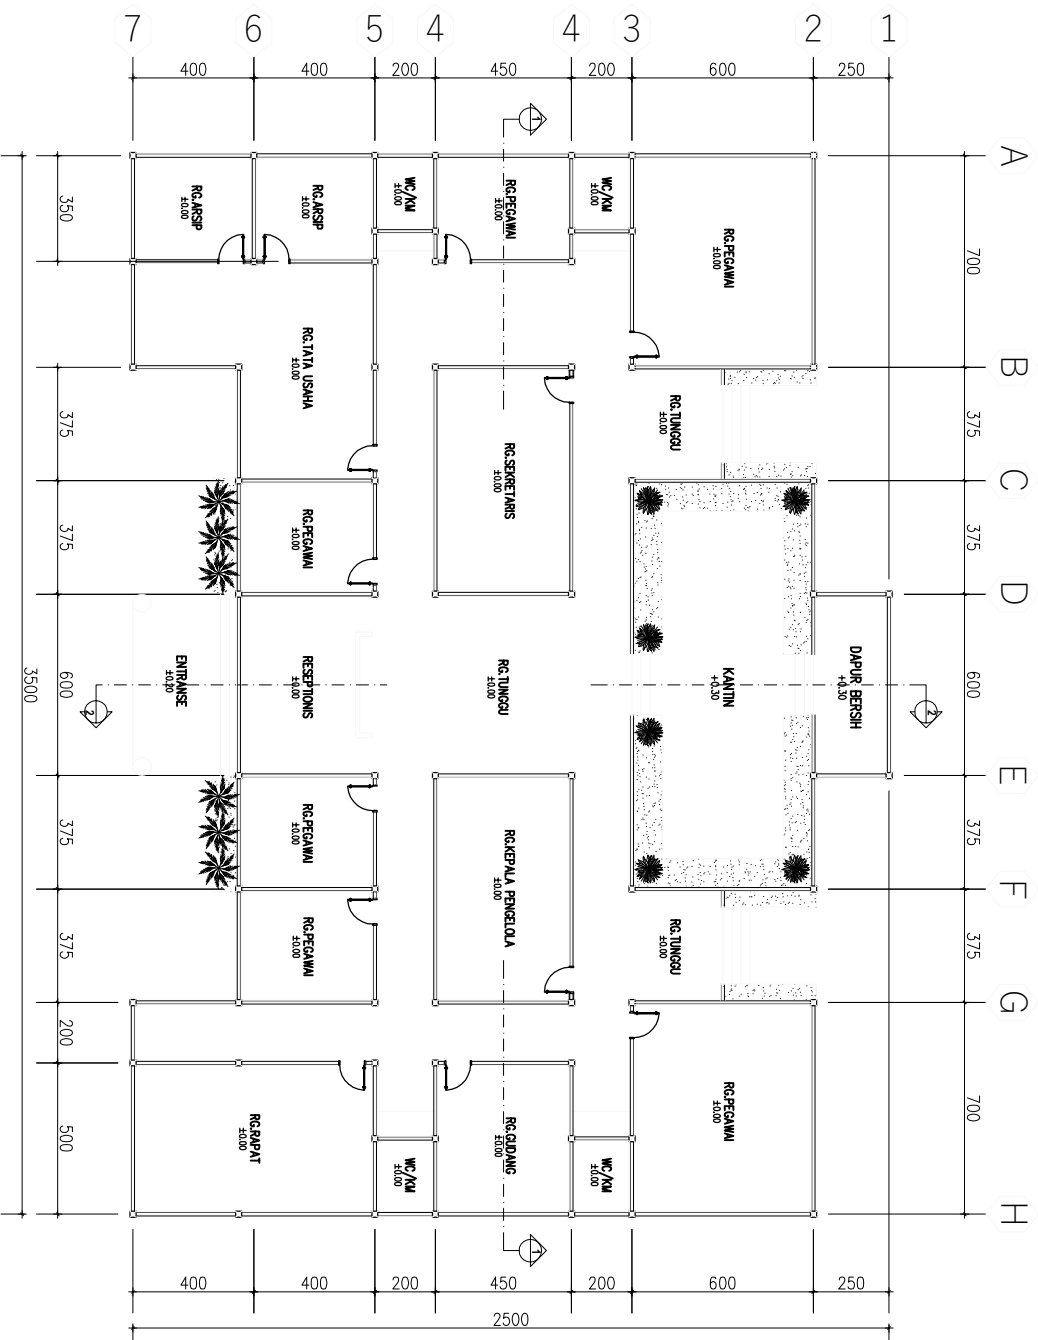 7 6 5 4 4 3 2 1
400 400 200 450 200 600 250
1
A
RG.ARSIP
±0.00
RG.ARSIP
±0.00
WC/KM
±0.00
RG.PEGAWAI
±0.00
WC/KM
±0.00
RG.PEGAWAI
±0.00
350
700
B
RG.TATA USAHA
±0.00
RG.TUNGGU
±0.00
375
375
C
RG.SEKRETARIS
±0.00
RG.PEGAWAI
±0.00
375
375
D
ENTRANSE
±0.20
RESEPTIONIS
±0.00
RG.TUNGGU
±0.00
KANTIN
+0.30
DAPUR BERSIH
+0.30
3500
600
600
2
2
E
RG.PEGAWAI
±0.00
RG.KEPALA PENGELOLA
±0.00
375
375
F
RG.PEGAWAI
±0.00
RG.TUNGGU
±0.00
375
375
G
200
RG.RAPAT
±0.00
WC/KM
±0.00
RG.GUDANG
±0.00
WC/KM
±0.00
RG.PEGAWAI
±0.00
500
700
H
1
400 400 200 450 200 600 250
2500